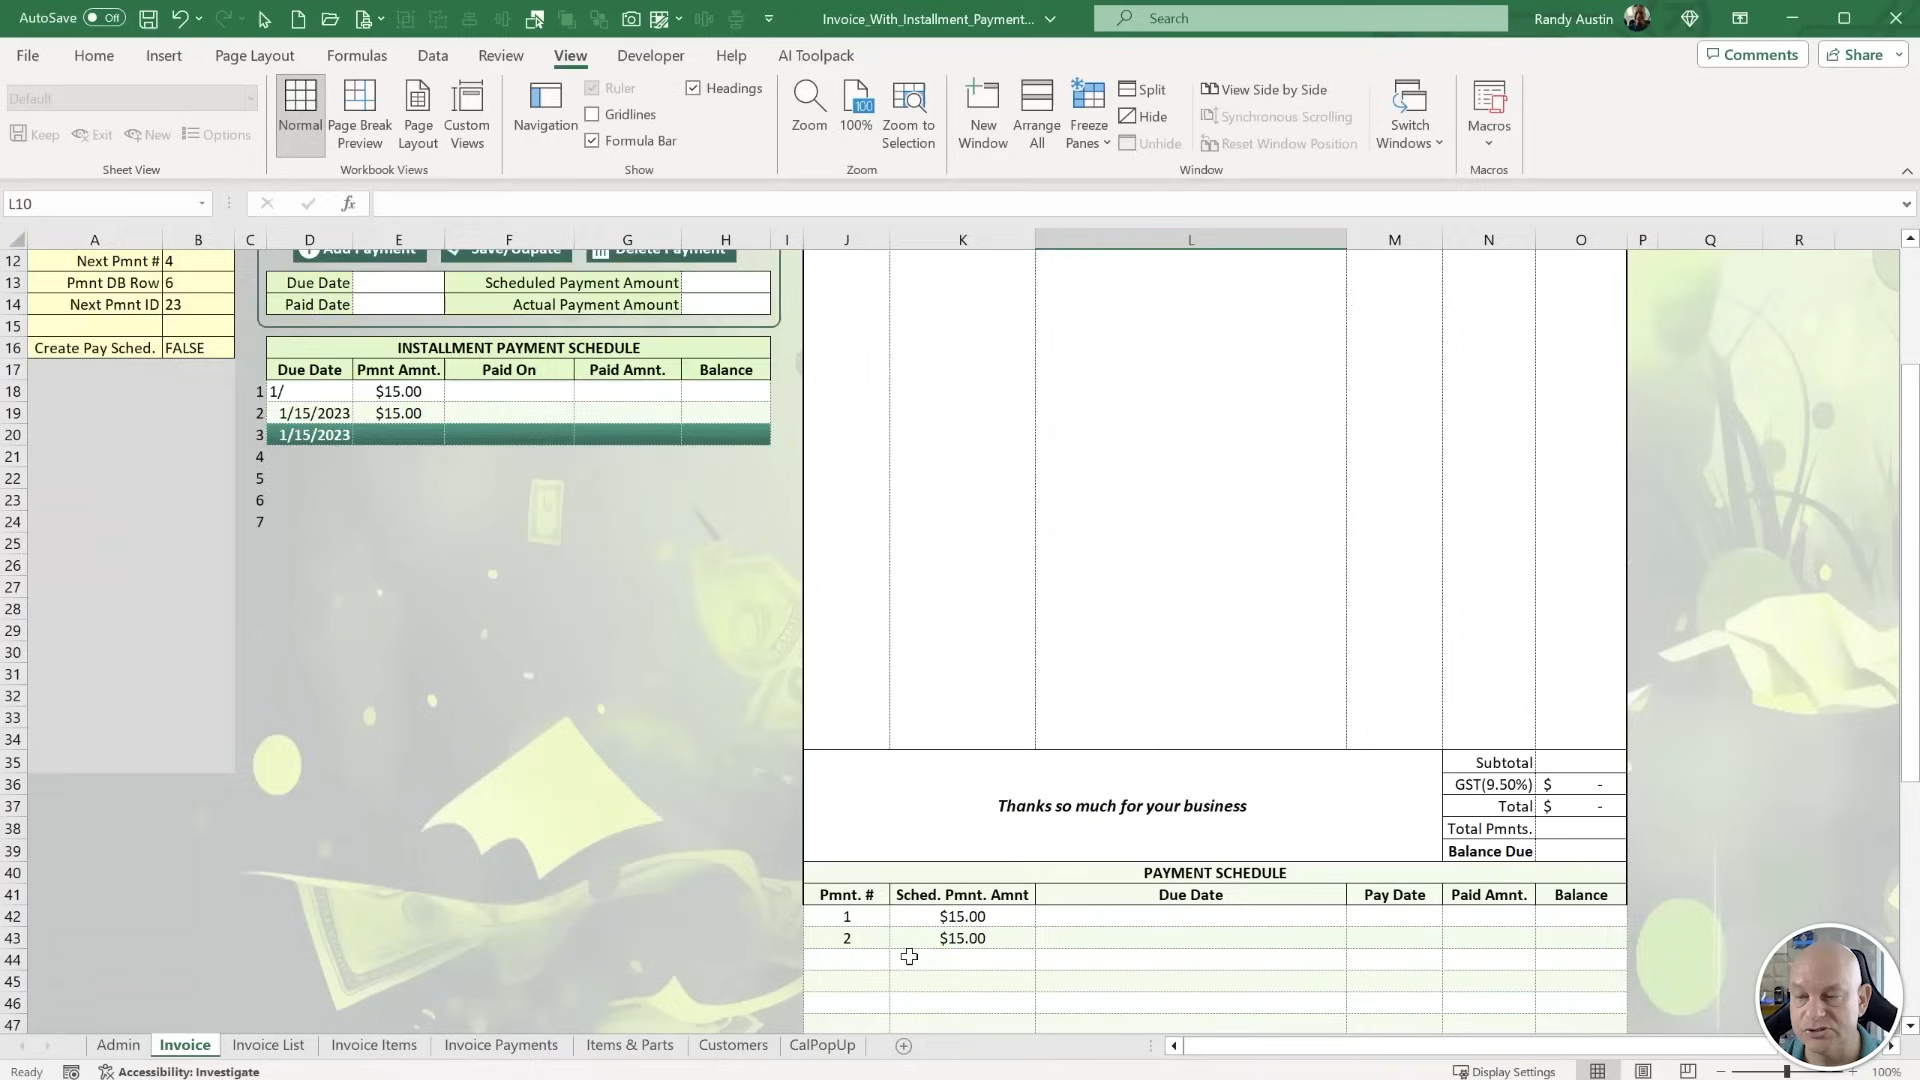 AutoSave Off Invoice_With_Installment_Payment... Search Randy Austin
File Home Insert Page Layout Formulas Data Review View Developer Help AI Toolpack Comments Share
Default
Keep Exit New Options
Sheet View
Normal Page Break Preview Page Layout Custom Views
Workbook Views
Navigation Ruler Gridlines Formula Bar Headings
Show
Zoom 100% Zoom to Selection
Zoom
New Window Arrange All Freeze Panes Split Hide Unhide View Side by Side Synchronous Scrolling Reset Window Position Switch Windows
Window
Macros
Macros
L10 fx
A B C D E F G H I J K L M N O P Q R
12 Next Pmnt # 4 Add Payment Save/Oupate Delete Payment
13 Pmnt DB Row 6 Due Date Scheduled Payment Amount
14 Next Pmnt ID 23 Paid Date Actual Payment Amount
15
16 Create Pay Sched. FALSE INSTALLMENT PAYMENT SCHEDULE
17 Due Date Pmnt Amnt. Paid On Paid Amnt. Balance
18 1 1/ $15.00
19 2 1/15/2023 $15.00
20 3 1/15/2023
21 4
22 5
23 6
24 7
25
26
27
28
29
30
31
32
33
34
35 Subtotal
36 GST(9.50%) $ -
37 Thanks so much for your business Total $ -
38 Total Pmnts.
39 Balance Due
40 PAYMENT SCHEDULE
41 Pmnt. # Sched. Pmnt. Amnt Due Date Pay Date Paid Amnt. Balance
42 1 $15.00
43 2 $15.00
44
45
46
47
Admin Invoice Invoice List Invoice Items Invoice Payments Items & Parts Customers CalPopUp
Ready Accessibility: Investigate Display Settings 100%